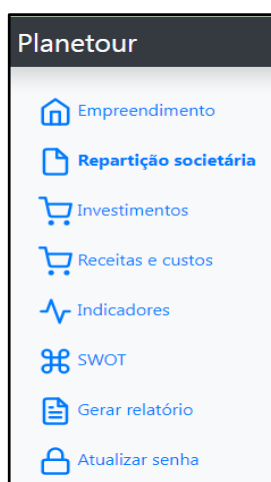 Planetour
Empreendimento
Repartição societária
Investimentos
Receitas e custos
Indicadores
SWOT
Gerar relatório
Atualizar senha